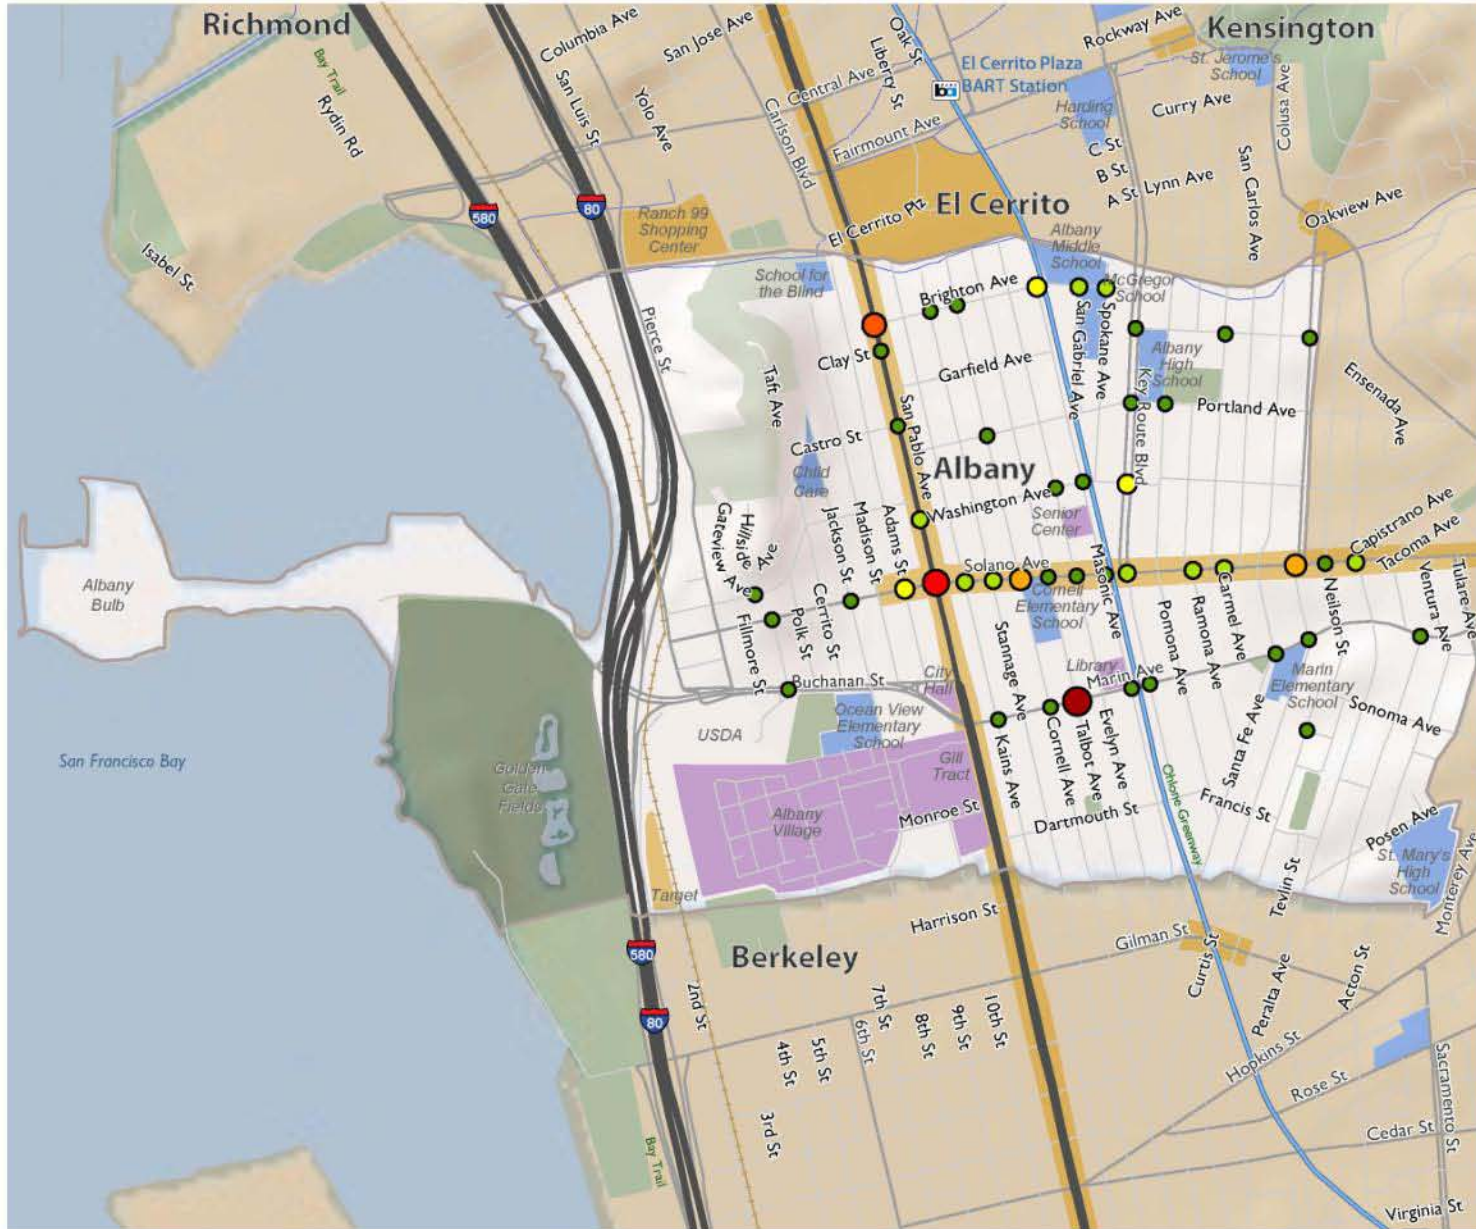 Richmond
Kensington
Columbia Ave
San Jose Ave
Oak St
Rockway Ave
Liberty St
El Cerrito Plaza
BART Station
St. Jerome's
School
Bay Trail
Rydin Rd
San Luis St
Yolo Ave
Central Ave
Carlson Blvd
Fairmount Ave
Harding
School
Curry Ave
Colusa Ave
C St
B St
A St
Lynn Ave
San Carlos Ave
Oakview Ave
580
80
Ranch 99
Shopping
Center
El Cerrito Plz
El Cerrito
Isabel St
Albany
Middle
School
School for
the Blind
Brighton Ave
McGregor
School
Pierce St
Clay St
Garfield Ave
San Gabriel Ave
Spokane Ave
Albany
High
School
Key Route Blvd
Portland Ave
Ensenada Ave
Taft Ave
San Pablo Ave
Castro St
Child
Care
Albany
Washington Ave
Senior
Center
Gateview Ave
Hillside Ave
Jackson St
Madison St
Adams St
Solano Ave
Masonic Ave
Capistrano Ave
Tacoma Ave
Albany
Bulb
Cornell
Elementary
School
Fillmore St
Polk St
Cerrito St
Stannage Ave
Pomona Ave
Ramona Ave
Carmel Ave
Neilson St
Ventura Ave
Tulare Ave
Buchanan St
City
Hall
Library
Marin Ave
Marin
Elementary
School
USDA
Ocean View
Elementary
School
Kains Ave
Cornell Ave
Talbot Ave
Evelyn Ave
Santa Fe Ave
Sonoma Ave
San Francisco Bay
Golden
Gate
Fields
Gill
Tract
Ohlone Greenway
Albany
Village
Monroe St
Dartmouth St
Francis St
Posen Ave
St. Mary's
High
School
Monterey Ave
Target
Tevlin St
Harrison St
Gilman St
Curtis St
Berkeley
580
80
2nd St
7th St
6th St
8th St
9th St
10th St
5th St
4th St
3rd St
Peralta Ave
Acton St
Hopkins St
Rose St
Sacramento St
Cedar St
Bay Trail
Virginia St